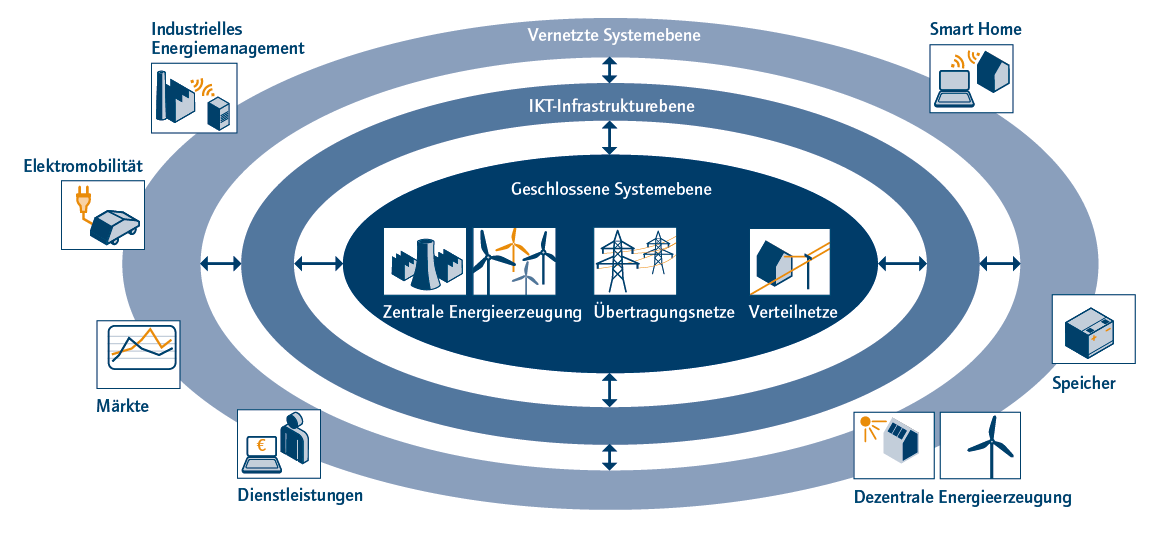 Industrielles
Energiemanagement
Vernetzte Systemebene
Smart Home
IKT-Infrastrukturebene
Elektromobilität
Geschlossene Systemebene
Zentrale Energieerzeugung
Übertragungsnetze
Verteilnetze
Speicher
Märkte
€
Dienstleistungen
Dezentrale Energieerzeugung